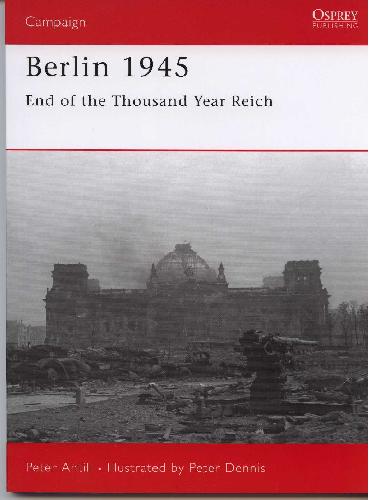 Campaign
OSPREY
PUBLISHING
Berlin 1945
End of the Thousand Year Reich
Peter Antill • Illustrated by Peter Dennis